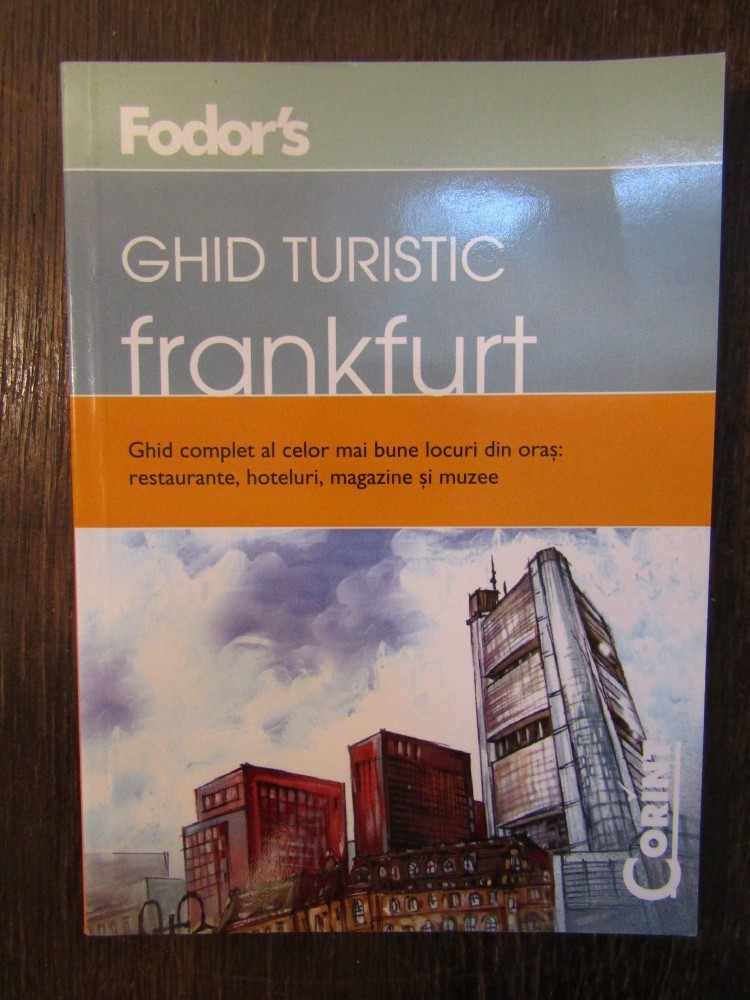 Fodor's
GHID TURISTIC
frankfurt
Ghid complet al celor mai bune locuri din oraș:
restaurante, hoteluri, magazine și muzee
CORINT